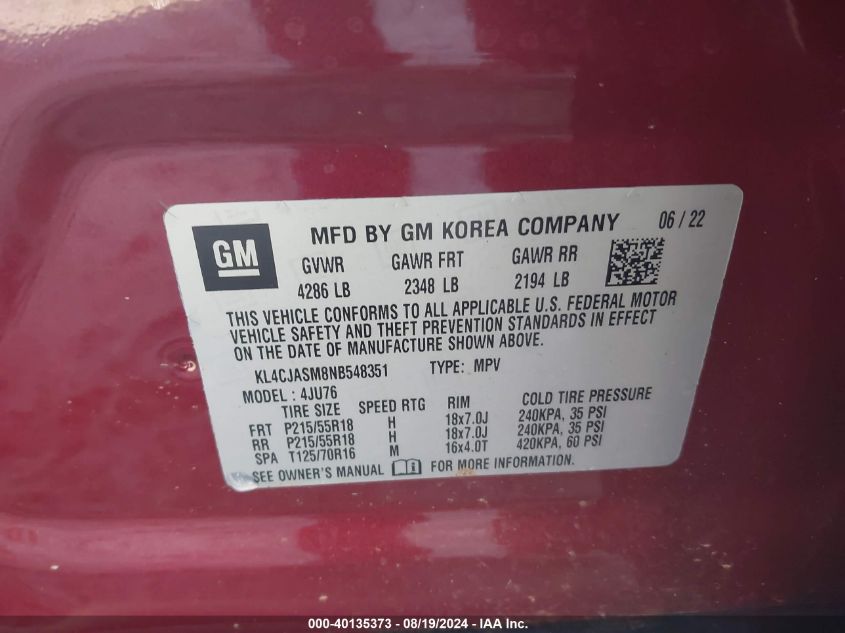 GM
MFD BY GM KOREA COMPANY 06 / 22
GVWR GAWR FRT GAWR RR
4286 LB 2348 LB 2194 LB
THIS VEHICLE CONFORMS TO ALL APPLICABLE U.S. FEDERAL MOTOR
VEHICLE SAFETY AND THEFT PREVENTION STANDARDS IN EFFECT
ON THE DATE OF MANUFACTURE SHOWN ABOVE.
KL4CJASM8NB548351 TYPE: MPV
MODEL: 4JU76
TIRE SIZE SPEED RTG RIM COLD TIRE PRESSURE
FRT P215/55R18 H 18x7.0J 240KPA, 35 PSI
RR P215/55R18 H 18x7.0J 240KPA, 35 PSI
SPA T125/70R16 M 16x4.0T 420KPA, 60 PSI
SEE OWNER'S MANUAL FOR MORE INFORMATION.
000-40135373 - 08/19/2024 - IAA Inc.